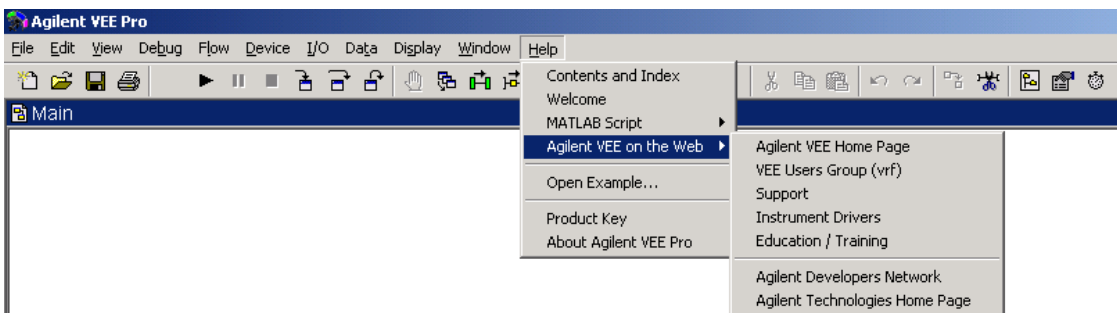 Agilent VEE Pro
File Edit View Debug Flow Device I/O Data Display Window Help
Main
Contents and Index
Welcome
MATLAB Script
Agilent VEE on the Web
Open Example...
Product Key
About Agilent VEE Pro
Agilent VEE Home Page
VEE Users Group (vrf)
Support
Instrument Drivers
Education / Training
Agilent Developers Network
Agilent Technologies Home Page